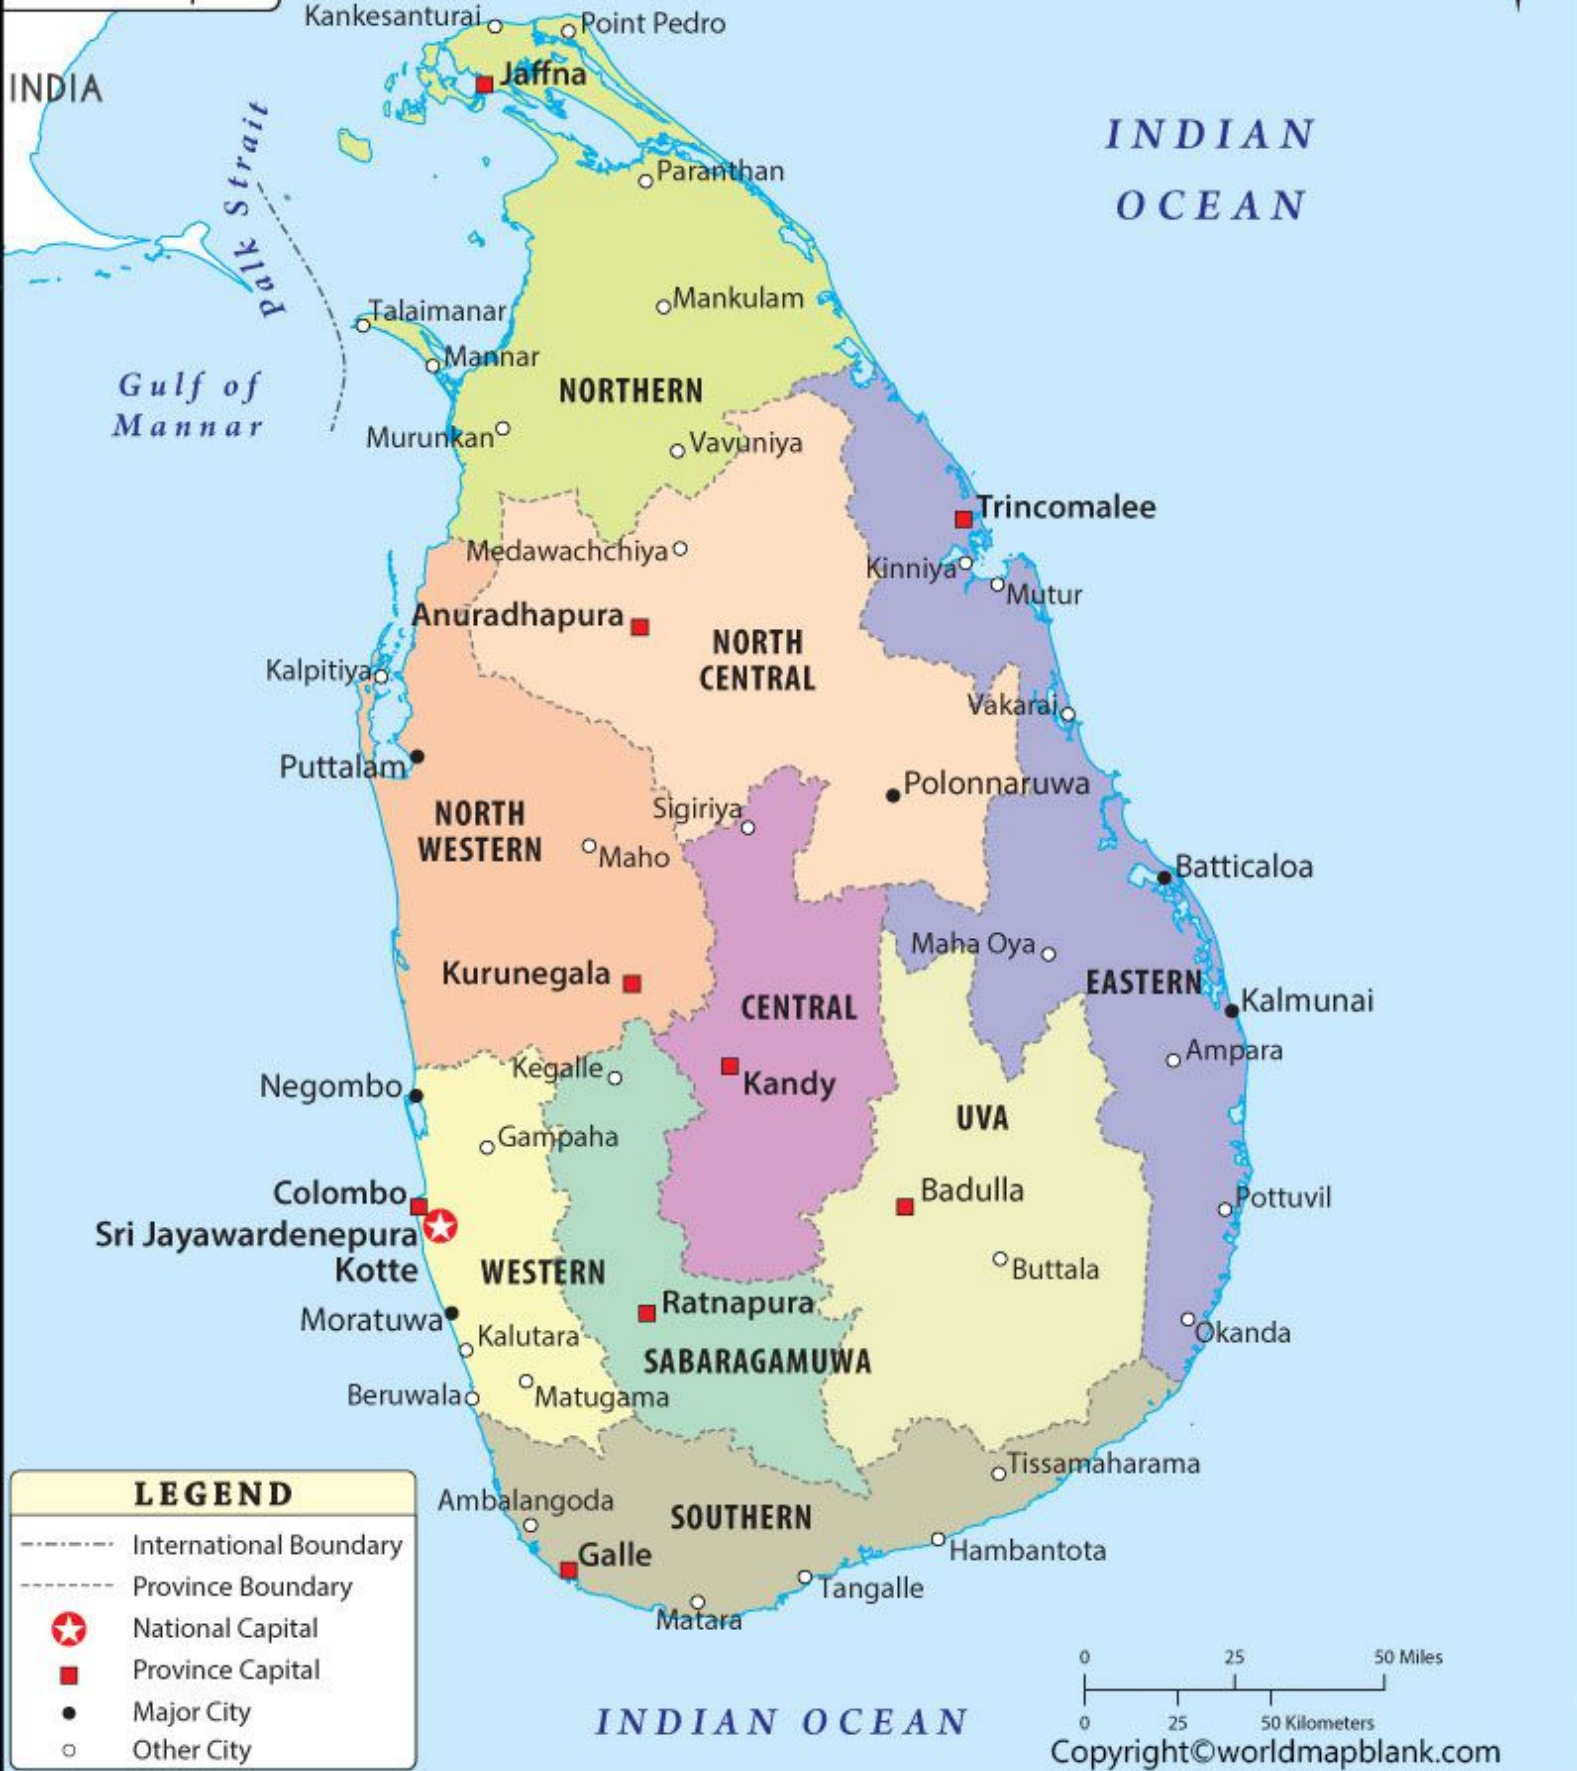 Kankesanturai
Point Pedro
INDIA
Jaffna
INDIAN
OCEAN
Palk Strait
Paranthan
Talaimanar
Mankulam
Mannar
Gulf of
Mannar
NORTHERN
Murunkan
Vavuniya
Trincomalee
Medawachchiya
Kinniya
Mutur
Anuradhapura
NORTH
CENTRAL
Kalpitiya
Vakarai
Puttalam
Polonnaruwa
NORTH
WESTERN
Sigiriya
Maho
Batticaloa
Maha Oya
Kurunegala
EASTERN
CENTRAL
Kalmunai
Ampara
Kegalle
Negombo
Kandy
UVA
Gampaha
Colombo
Badulla
Pottuvil
Sri Jayawardenepura
Kotte
WESTERN
Buttala
Ratnapura
Moratuwa
Kalutara
Okanda
SABARAGAMUWA
Beruwala
Matugama
Tissamaharama
Ambalangoda
SOUTHERN
Galle
Hambantota
Tangalle
Matara
LEGEND
International Boundary
Province Boundary
National Capital
Province Capital
Major City
Other City
INDIAN OCEAN
0 25 50 Miles
0 25 50 Kilometers
Copyright©worldmapblank.com